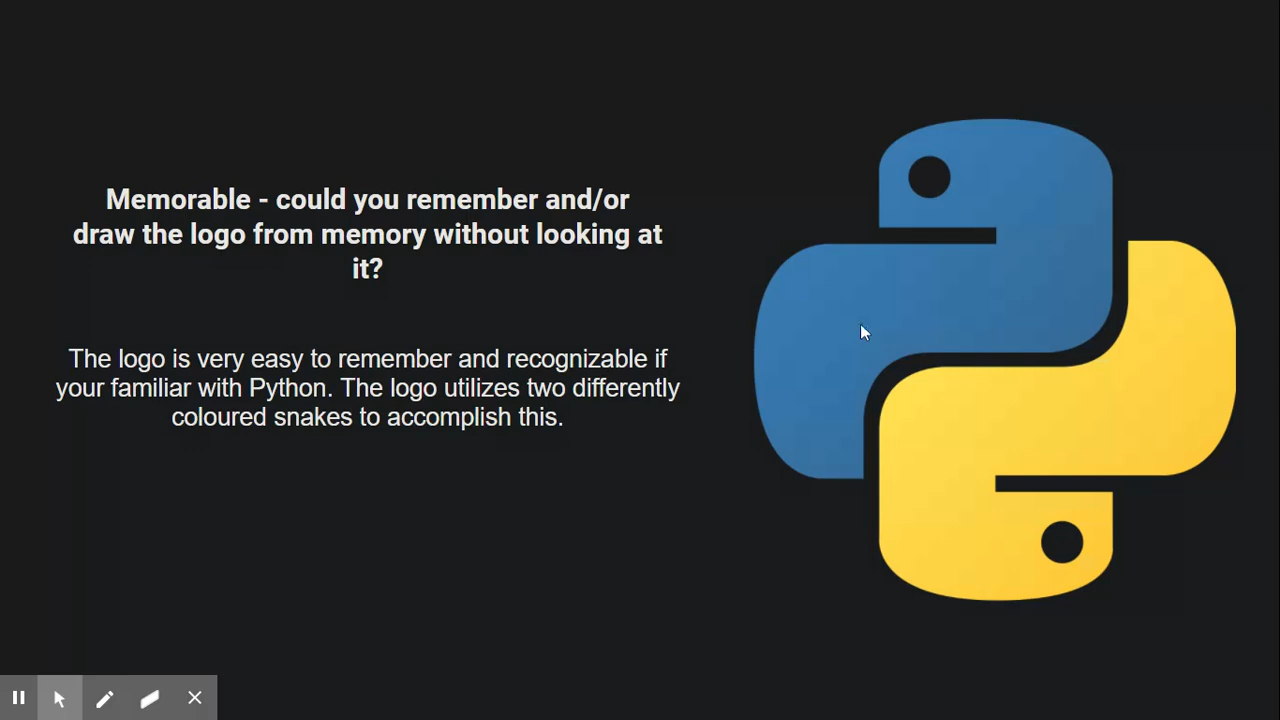 Memorable - could you remember and/or
draw the logo from memory without looking at
it?
The logo is very easy to remember and recognizable if
your familiar with Python. The logo utilizes two differently
coloured snakes to accomplish this.